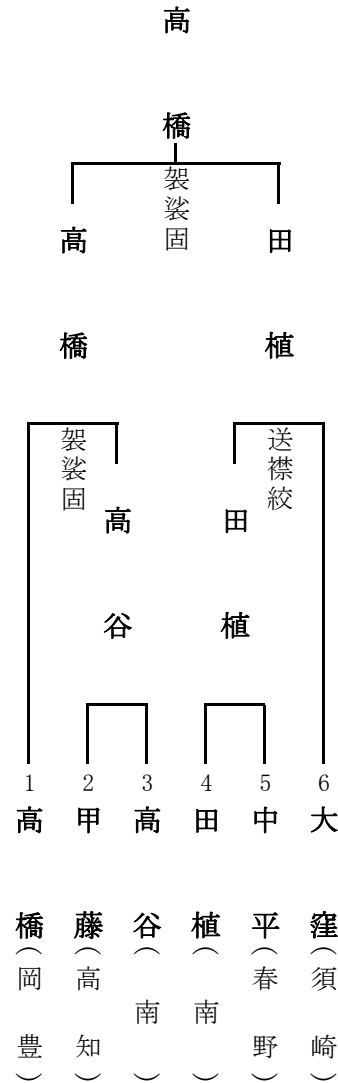 高橋
袈裟固
高橋
田植
袈裟固
送襟絞
高谷
田植
1 2 3 4 5 6
高橋(岡豊)
甲藤(高知)
高谷(南)
田植(南)
中平(春野)
大窪(須崎)